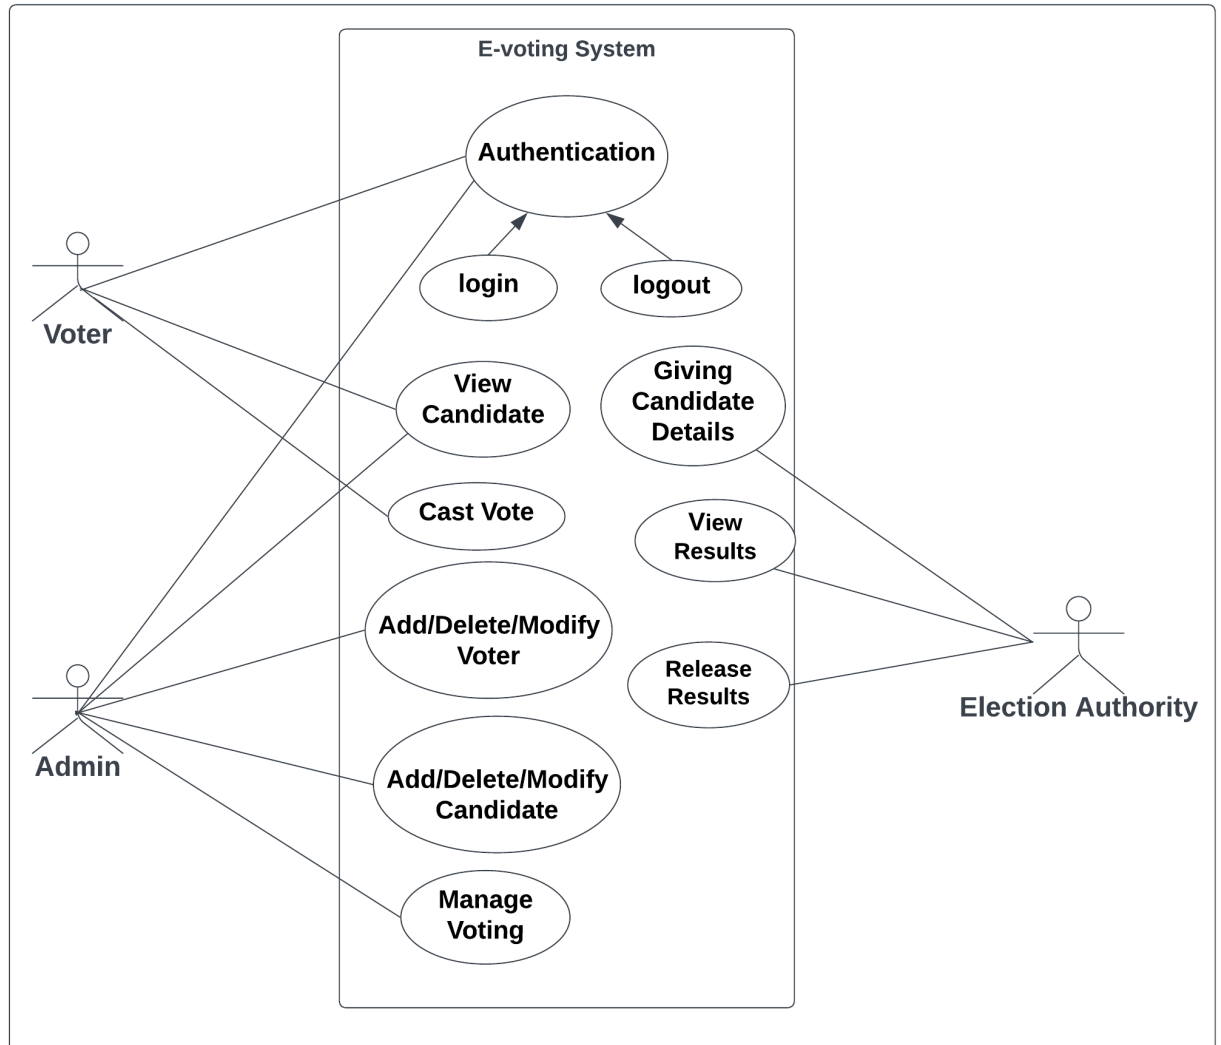 E-voting System
Authentication
login
logout
Voter
View
Candidate
Giving
Candidate
Details
Cast Vote
View
Results
Add/Delete/Modify
Voter
Release
Results
Election Authority
Admin
Add/Delete/Modify
Candidate
Manage
Voting